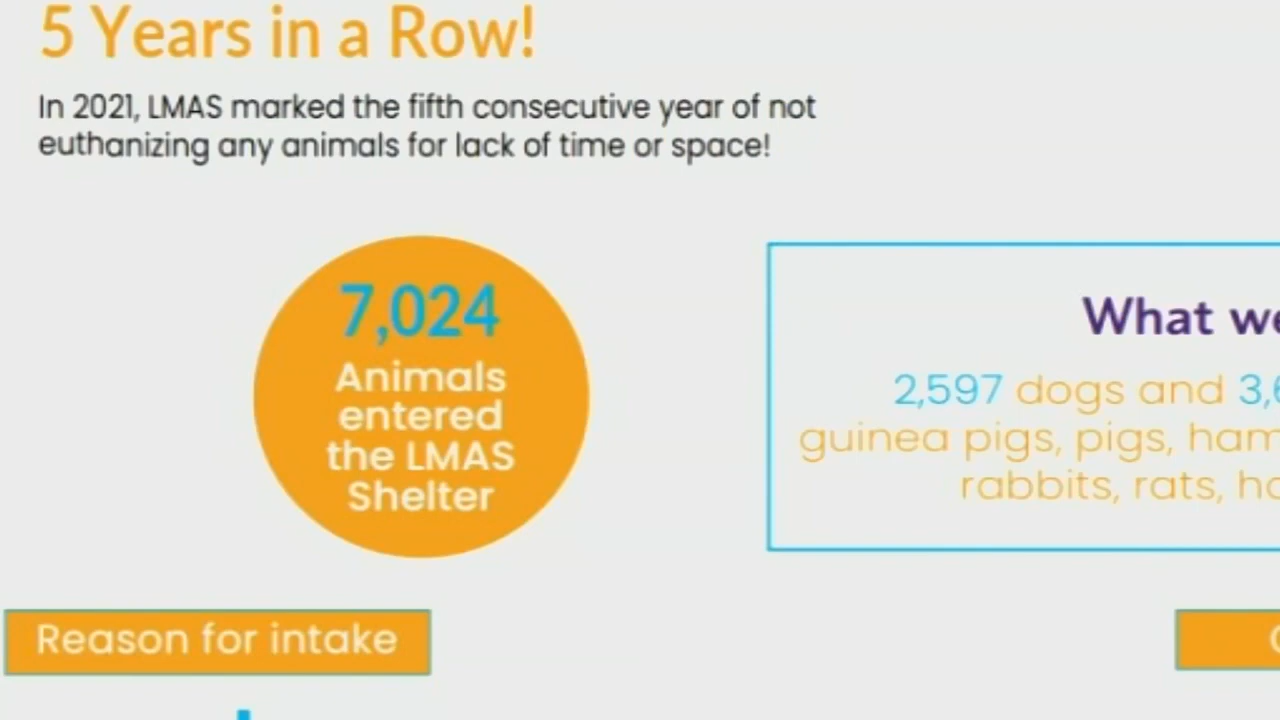 5 Years in a Row!
In 2021, LMAS marked the fifth consecutive year of not
euthanizing any animals for lack of time or space!
7,024
Animals
entered
the LMAS
Shelter
What
2,597 dogs and
guinea pigs, pigs,
rabbits, rats,
Reason for intake